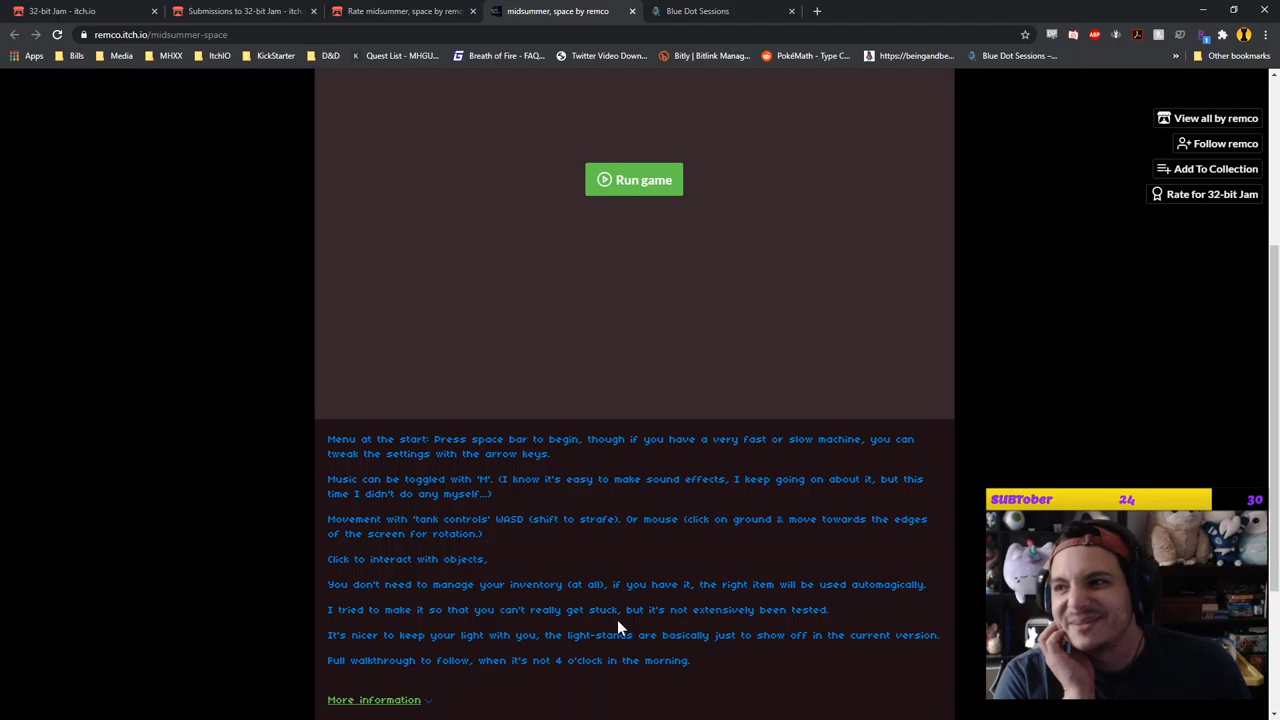 32-bit Jam - itch.io
Submissions to 32-bit Jam - itch.
Rate midsummer, space by remco
midsummer, space by remco
Blue Dot Sessions
remco.itch.io/midsummer-space
Apps
Bills
Media
MHXX
ItchIO
KickStarter
D&D
Quest List - MHGU...
Breath of Fire - FAQ...
Twitter Video Down...
Bitly | Bitlink Manag...
PokéMath - Type C...
https://beingandbe...
Blue Dot Sessions –...
»
Other bookmarks
View all by remco
Follow remco
Add To Collection
Rate for 32-bit Jam
Run game
Menu at the start: Press space bar to begin, though if you have a very fast or slow machine, you can
tweak the settings with the arrow keys.
Music can be toggled with 'M'. (I know it's easy to make sound effects, I keep going on about it, but this
time I didn't do any myself...)
Movement with 'tank controls' WASD (shift to strafe). Or mouse (click on ground & move towards the edges
of the screen for rotation.)
Click to interact with objects,
You don't need to manage your inventory (at all), if you have it, the right item will be used automagically.
I tried to make it so that you can't really get stuck, but it's not extensively been tested.
It's nicer to keep your light with you, the light-stands are basically just to show off in the current version.
Full walkthrough to follow, when it's not 4 o'clock in the morning.
More information
SUBTober 24 30